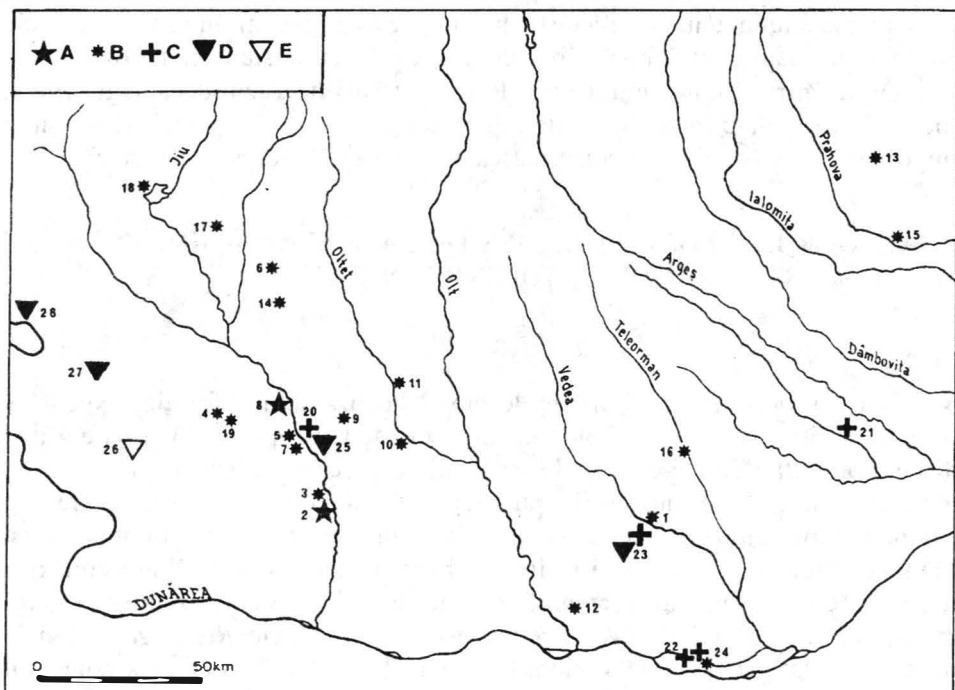 A B C D E
Jiu
Prahova
13
18
Ialomita
17
15
Oltet
6
Argeş
Olt
14
28
Teleorman
Vedea
Dâmbovita
27
11
8
4
20
9
21
19
5
10
26
7
25
16
3
2
1
23
DUNĂREA
12
22
24
0 50km